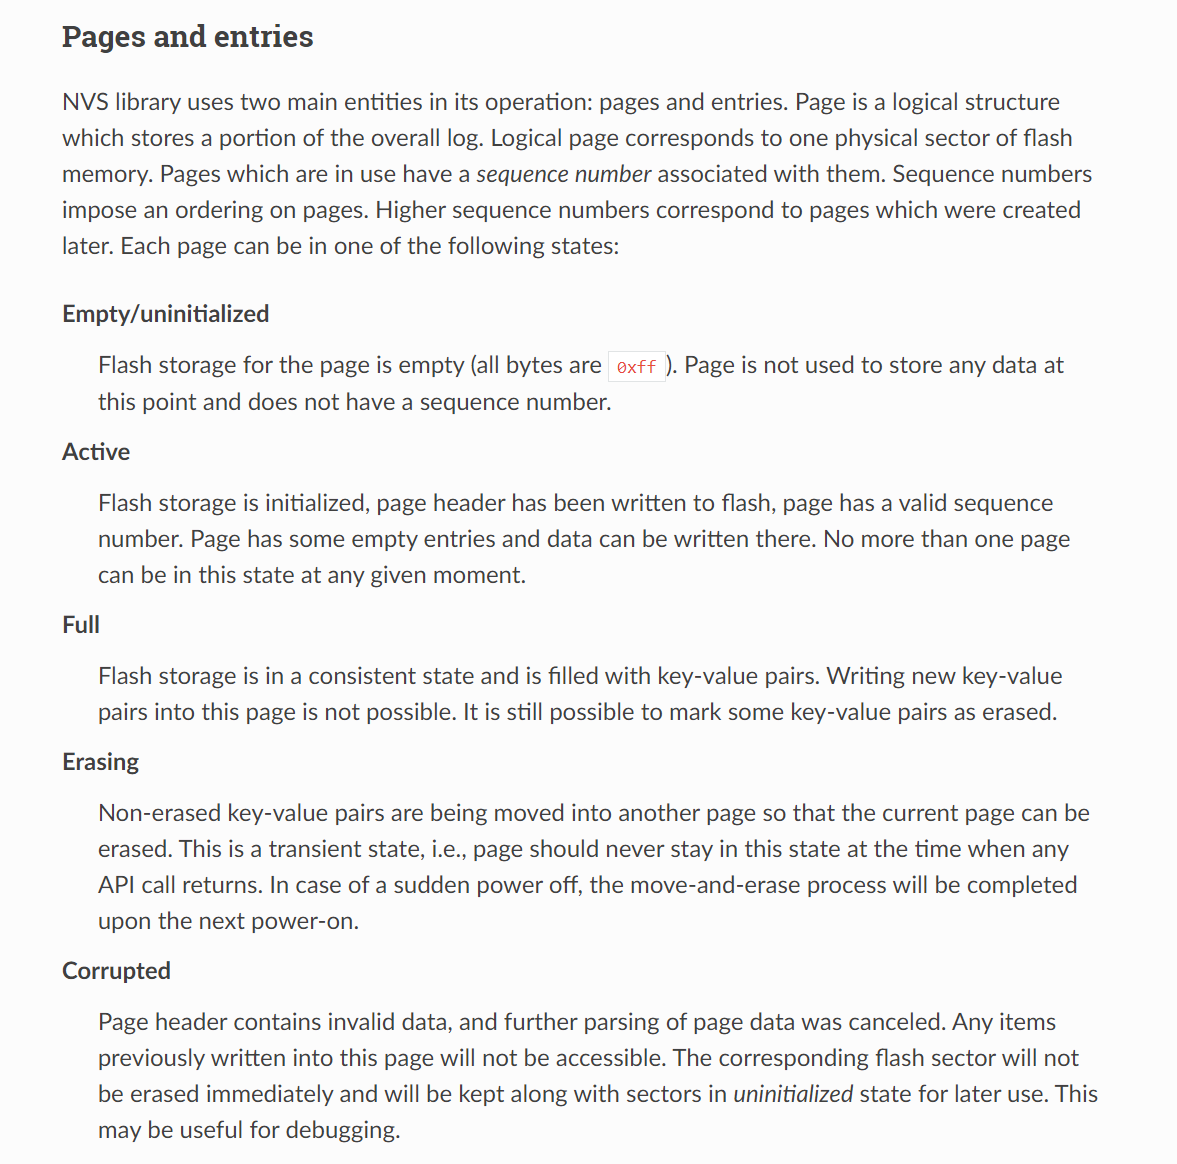 Pages and entries
NVS library uses two main entities in its operation: pages and entries. Page is a logical structure
which stores a portion of the overall log. Logical page corresponds to one physical sector of flash
memory. Pages which are in use have a sequence number associated with them. Sequence numbers
impose an ordering on pages. Higher sequence numbers correspond to pages which were created
later. Each page can be in one of the following states:
Empty/uninitialized
Flash storage for the page is empty (all bytes are 0xff ). Page is not used to store any data at
this point and does not have a sequence number.
Active
Flash storage is initialized, page header has been written to flash, page has a valid sequence
number. Page has some empty entries and data can be written there. No more than one page
can be in this state at any given moment.
Full
Flash storage is in a consistent state and is filled with key-value pairs. Writing new key-value
pairs into this page is not possible. It is still possible to mark some key-value pairs as erased.
Erasing
Non-erased key-value pairs are being moved into another page so that the current page can be
erased. This is a transient state, i.e., page should never stay in this state at the time when any
API call returns. In case of a sudden power off, the move-and-erase process will be completed
upon the next power-on.
Corrupted
Page header contains invalid data, and further parsing of page data was canceled. Any items
previously written into this page will not be accessible. The corresponding flash sector will not
be erased immediately and will be kept along with sectors in uninitialized state for later use. This
may be useful for debugging.